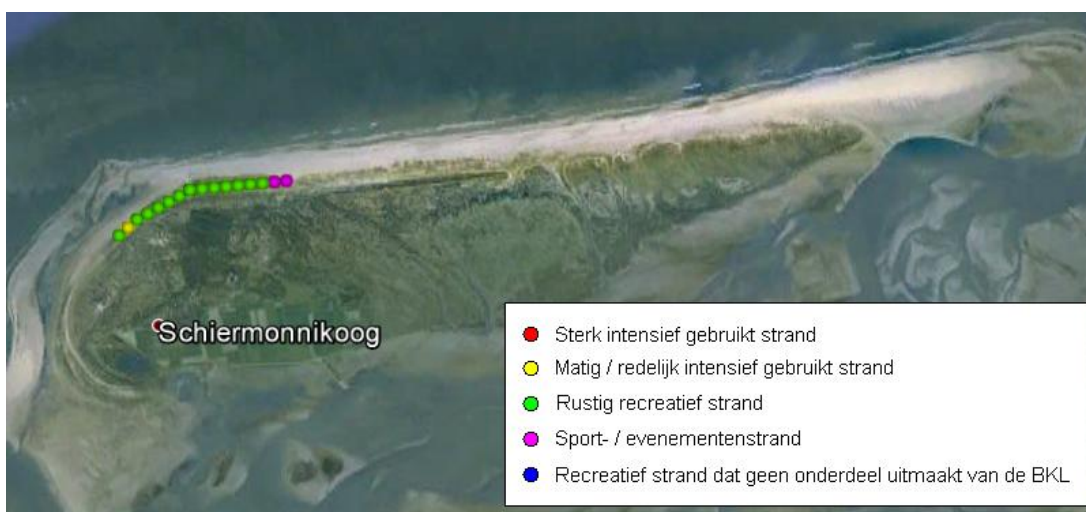 Schiermonnikoog
Sterk intensief gebruikt strand
Matig / redelijk intensief gebruikt strand
Rustig recreatief strand
Sport- / evenementenstrand
Recreatief strand dat geen onderdeel uitmaakt van de BKL